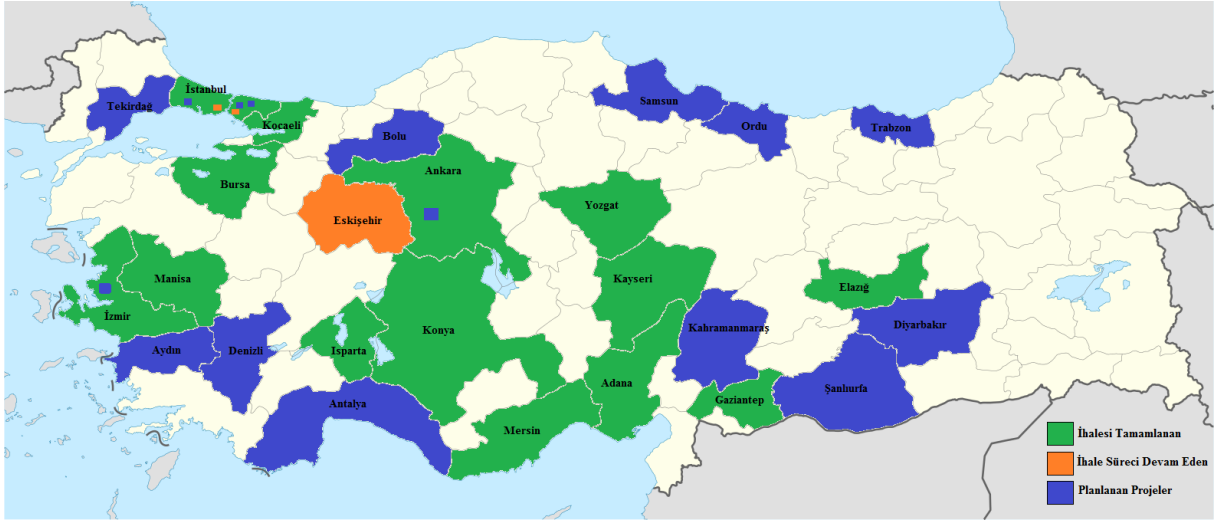 İstanbul
Tekirdağ
Kocaeli
Samsun
Ordu
Trabzon
Bolu
Ankara
Bursa
Yozgat
Eskişehir
Manisa
Kayseri
Elazığ
İzmir
Konya
Kahramanmaraş
Diyarbakır
Aydın
Denizli
Isparta
Adana
Şanlıurfa
Antalya
Gaziantep
Mersin
İhalesi Tamamlanan
İhale Süreci Devam Eden
Planlanan Projeler